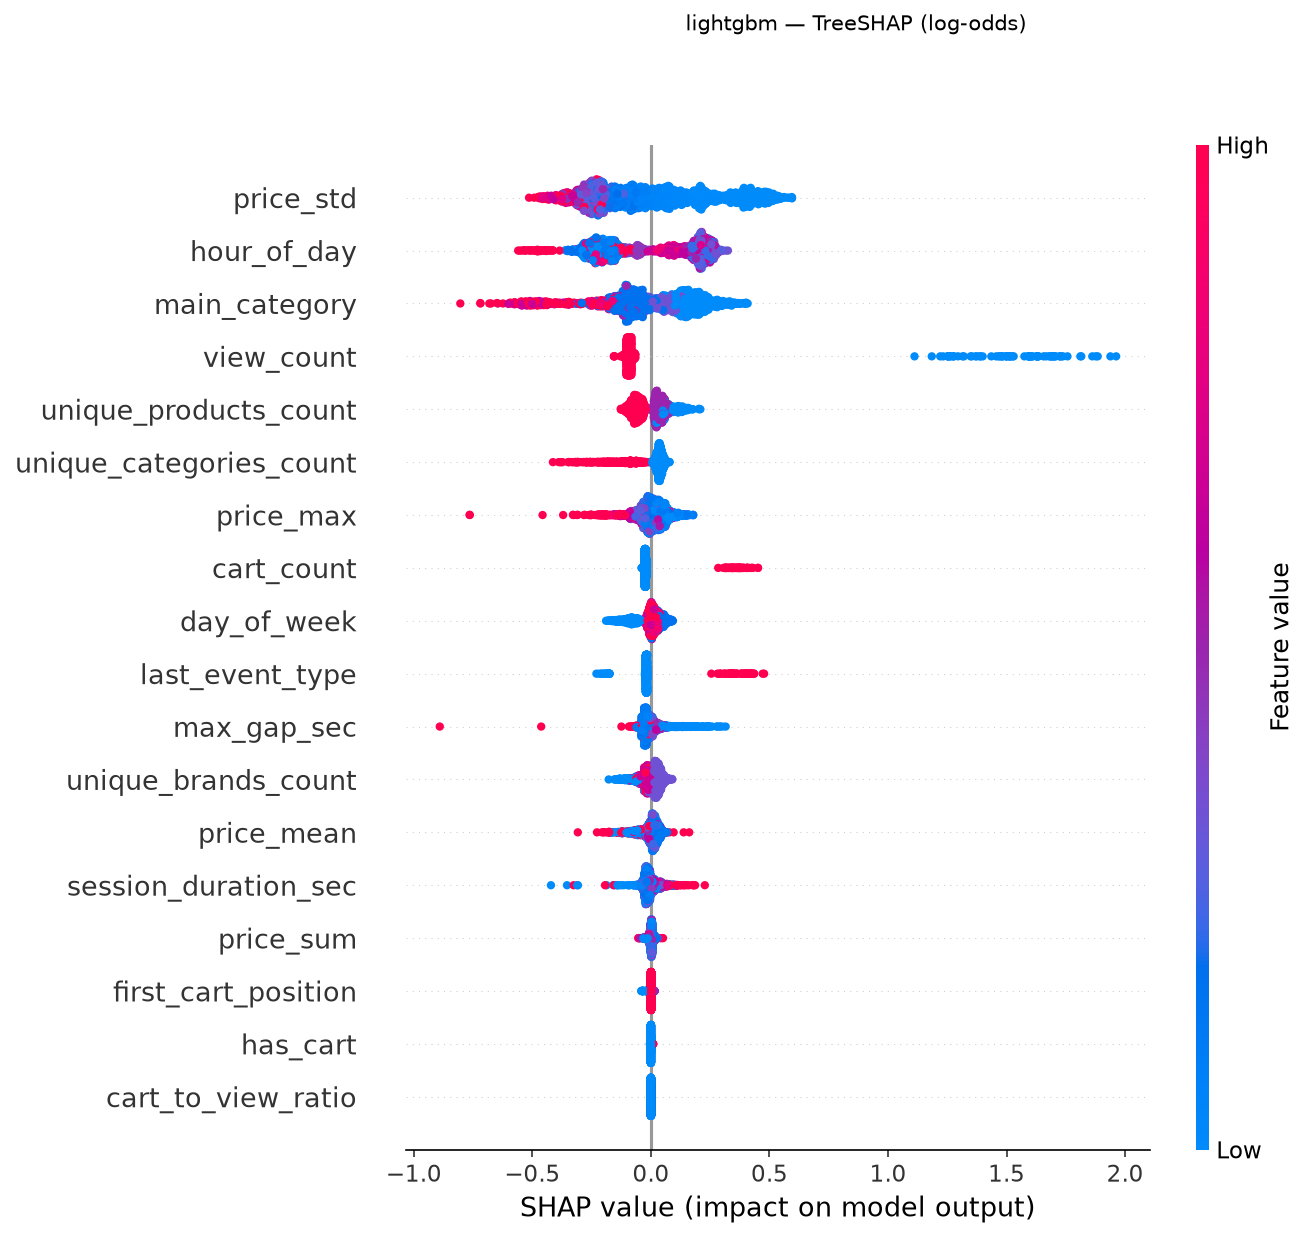 lightgbm — TreeSHAP (log-odds)
High
price_std
hour_of_day
main_category
view_count
unique_products_count
unique_categories_count
price_max
cart_count
day_of_week
last_event_type
max_gap_sec
unique_brands_count
price_mean
session_duration_sec
price_sum
first_cart_position
has_cart
cart_to_view_ratio
Feature value
Low
−1.0 −0.5 0.0 0.5 1.0 1.5 2.0
SHAP value (impact on model output)